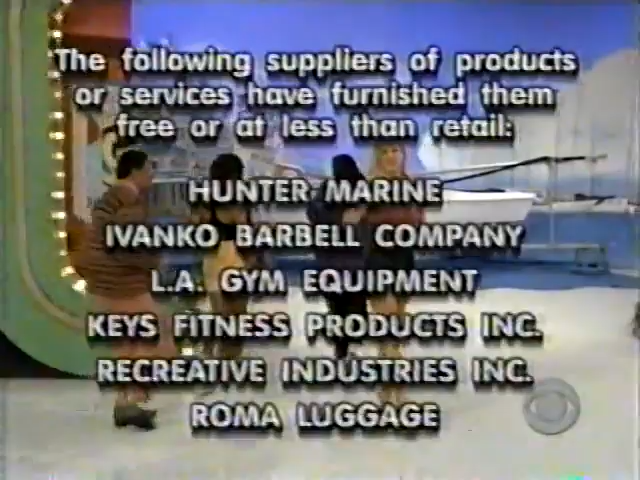 The following suppliers of products
or services have furnished them
free or at less than retail:
HUNTER MARINE
IVANKO BARBELL COMPANY
L.A. GYM EQUIPMENT
KEYS FITNESS PRODUCTS INC.
RECREATIVE INDUSTRIES INC.
ROMA LUGGAGE